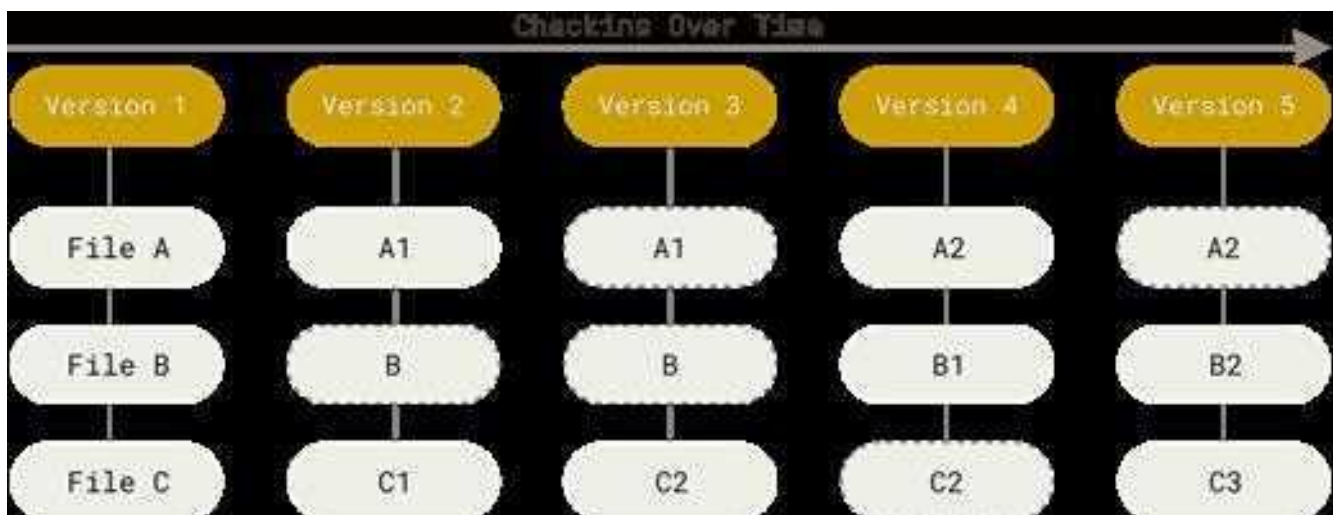 Checkins Over Time
Version 1 Version 2 Version 3 Version 4 Version 5
File A A1 A1 A2 A2
File B B B B1 B2
File C C1 C2 C2 C3